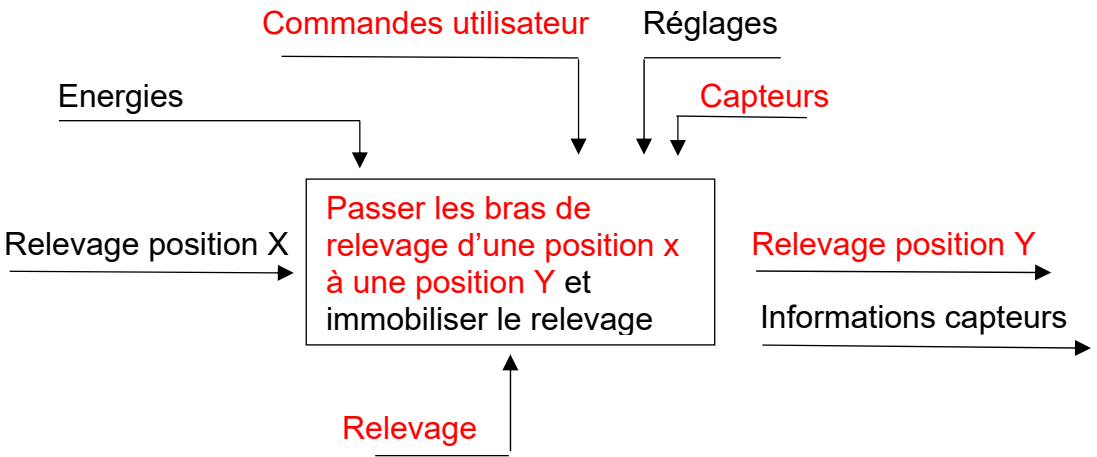 Commandes utilisateur
Réglages
Energies
Capteurs
Passer les bras de
relevage d’une position x
à une position Y et
immobiliser le relevage
Relevage position X
Relevage position Y
Informations capteurs
Relevage